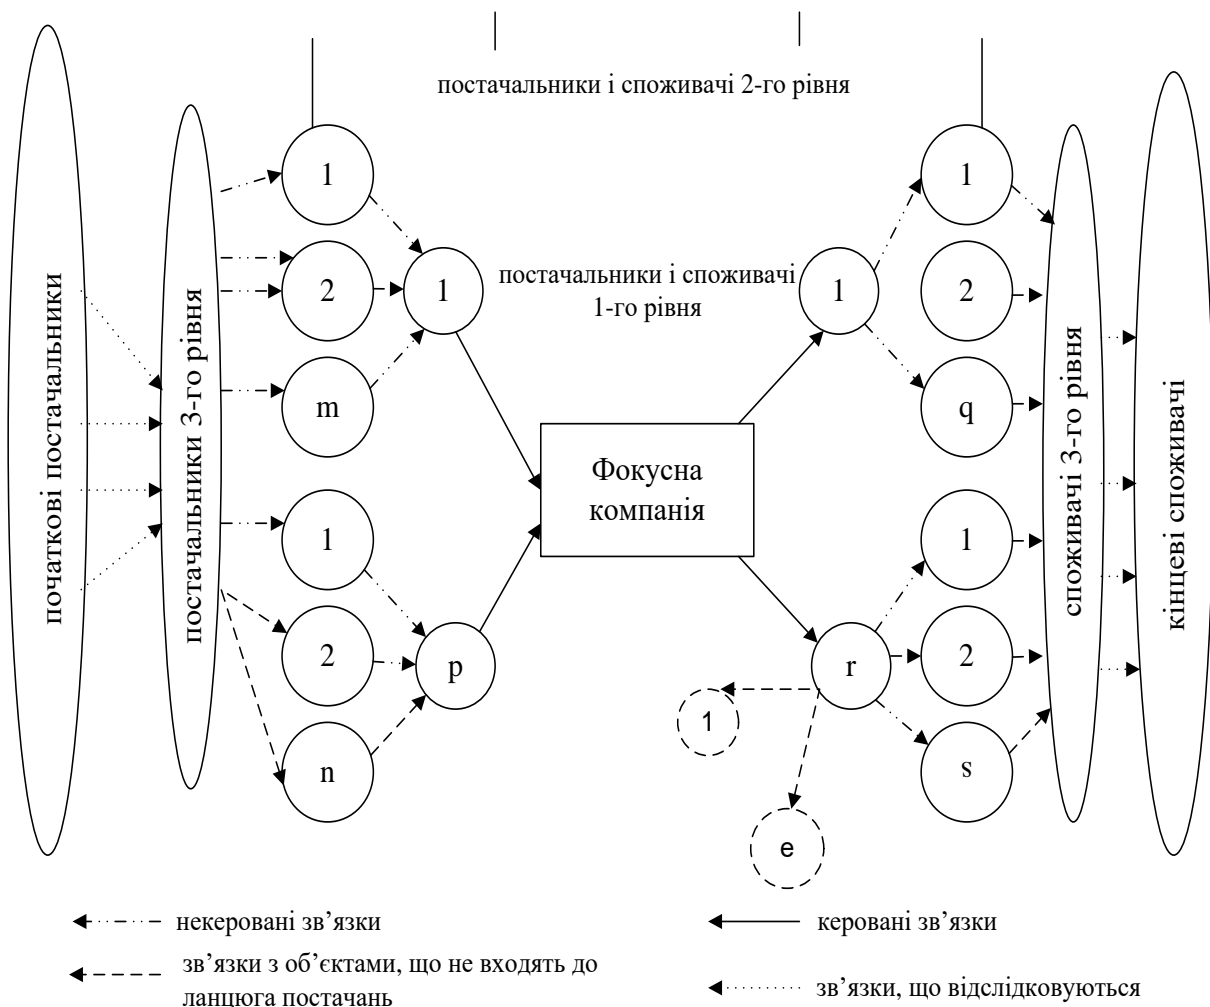 постачальники і споживачі 2-го рівня
початкові постачальники
постачальники 3-го рівня
1
2
m
1
2
n
1
p
постачальники і споживачі
1-го рівня
Фокусна
компанія
1
r
1
e
1
2
q
1
2
s
споживачі 3-го рівня
кінцеві споживачі
некеровані зв’язки
керовані зв’язки
зв’язки з об’єктами, що не входять до
ланцюга постачань
зв’язки, що відслідковуються